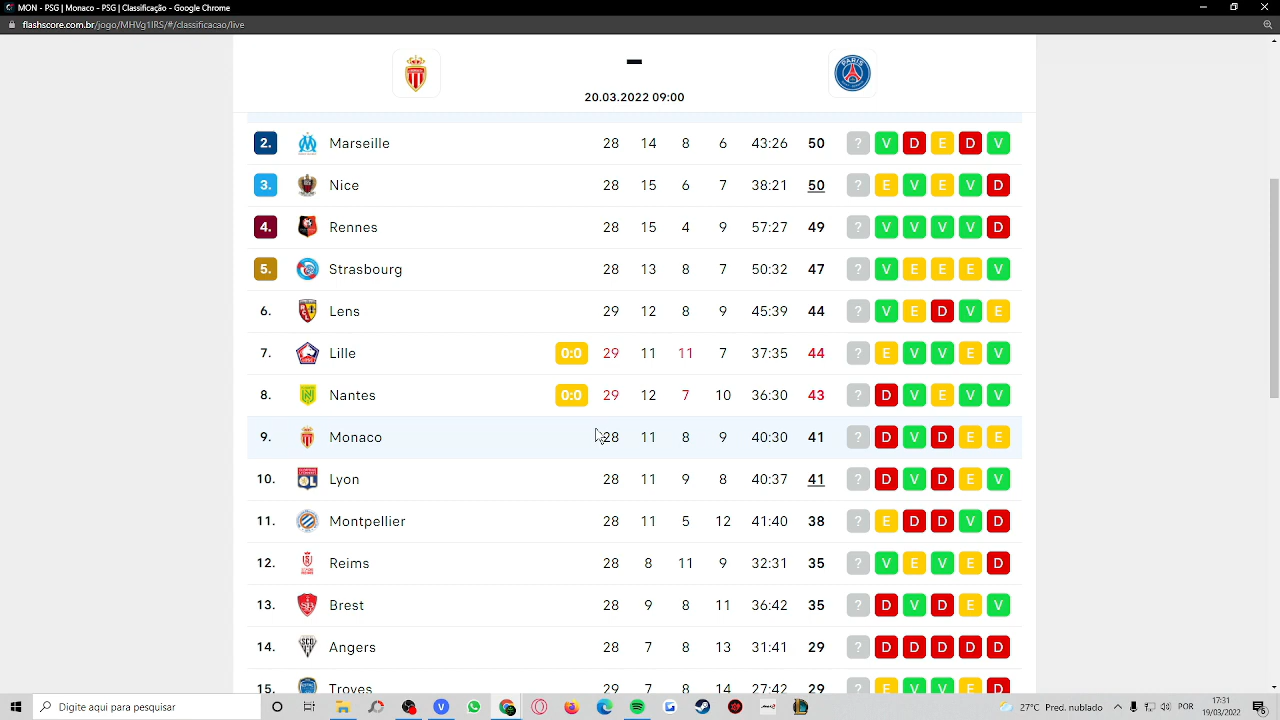 MON - PSG | Monaco - PSG | Classificação - Google Chrome
flashscore.com.br/jogo/MHVg1IRS/#/classificacao/live
-
20.03.2022 09:00
2. Marseille 28 14 8 6 43:26 50 ? V D E D V
3. Nice 28 15 6 7 38:21 50 ? E V E V D
4. Rennes 28 15 4 9 57:27 49 ? V V V V D
5. Strasbourg 28 13 8 7 50:32 47 ? V E E E V
6. Lens 29 12 8 9 45:39 44 ? V E D V E
7. Lille 0:0 29 11 11 7 37:35 44 ? E V V E V
8. Nantes 0:0 29 12 7 10 36:30 43 ? D V E V V
9. Monaco 28 11 8 9 40:30 41 ? D V D E E
10. Lyon 28 11 9 8 40:37 41 ? D V D E V
11. Montpellier 28 11 5 12 41:40 38 ? E D D V D
12. Reims 28 8 11 9 32:31 35 ? V E V E D
13. Brest 28 9 8 11 36:42 35 ? D V D E V
14. Angers 28 7 8 13 31:41 29 ? D D D D D
15. Troyes 29 7 8 14 27:42 29 ? E V V E D
Digite aqui para pesquisar
27°C Pred. nublado
POR
17:31
19/03/2022